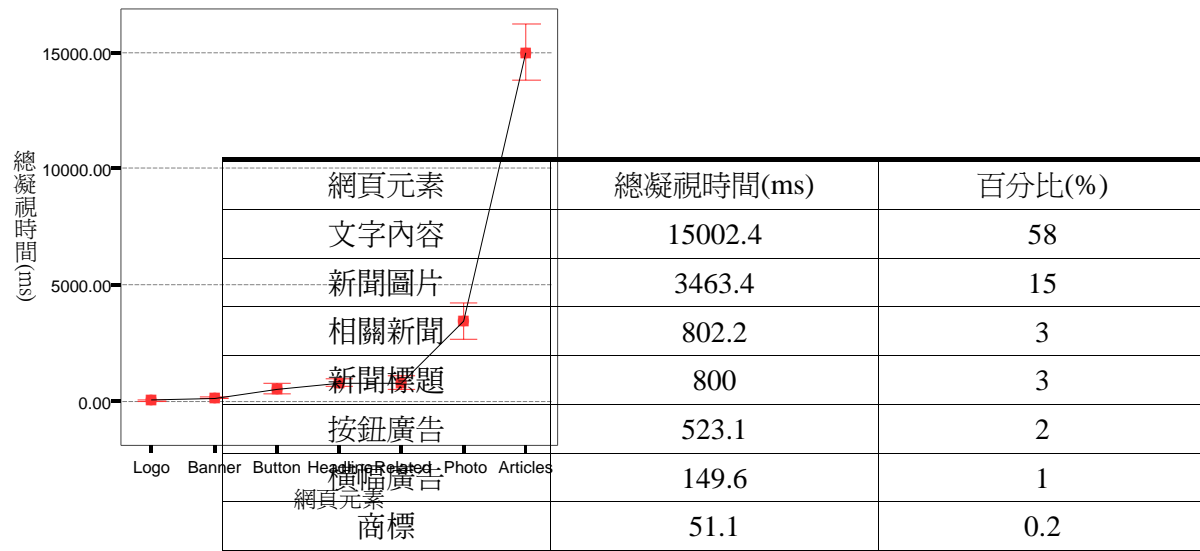 15000.00
10000.00
5000.00
0.00
總凝視時間(ms)
Logo Banner Button Headline Related Photo Articles
網頁元素
網頁元素 總凝視時間(ms) 百分比(%)
文字內容 15002.4 58
新聞圖片 3463.4 15
相關新聞 802.2 3
新聞標題 800 3
按鈕廣告 523.1 2
橫幅廣告 149.6 1
商標 51.1 0.2